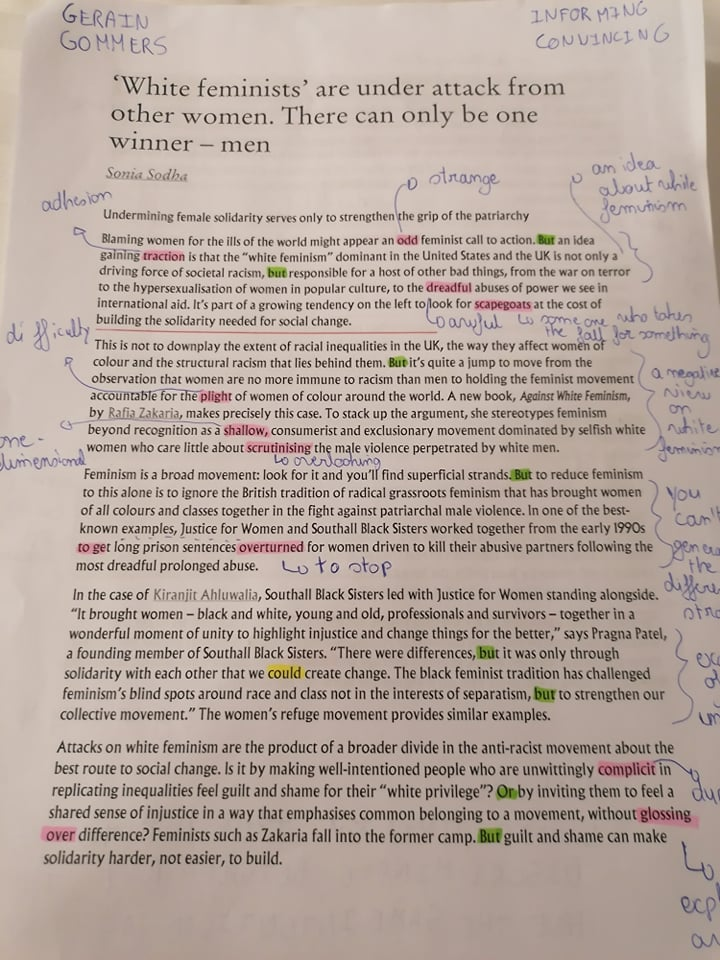 GERAIN
GOMMERS
INFORMING
CONVINCING
‘White feminists’ are under attack from
other women. There can only be one
winner – men
Sonia Sodha
strange
an idea
about white
feminism
adhesion
Undermining female solidarity serves only to strengthen the grip of the patriarchy
Blaming women for the ills of the world might appear an odd feminist call to action. But an idea
gaining traction is that the “white feminism” dominant in the United States and the UK is not only a
driving force of societal racism, but responsible for a host of other bad things, from the war on terror
to the hypersexualisation of women in popular culture, to the dreadful abuses of power we see in
international aid. It’s part of a growing tendency on the left to look for scapegoats at the cost of
building the solidarity needed for social change.
awful
someone who takes
the fall for something
difficulty
This is not to downplay the extent of racial inequalities in the UK, the way they affect women of
colour and the structural racism that lies behind them. But it’s quite a jump to move from the
observation that women are no more immune to racism than men to holding the feminist movement
accountable for the plight of women of colour around the world. A new book, Against White Feminism,
by Rafia Zakaria, makes precisely this case. To stack up the argument, she stereotypes feminism
beyond recognition as a shallow, consumerist and exclusionary movement dominated by selfish white
women who care little about scrutinising the male violence perpetrated by white men.
a negative
view
on
white
feminism
one-
dimensional
overlooking
Feminism is a broad movement: look for it and you’ll find superficial strands. But to reduce feminism
to this alone is to ignore the British tradition of radical grassroots feminism that has brought women
of all colours and classes together in the fight against patriarchal male violence. In one of the best-
known examples, Justice for Women and Southall Black Sisters worked together from the early 1990s
to get long prison sentences overturned for women driven to kill their abusive partners following the
most dreadful prolonged abuse.
to stop
you
can't
gener
the
differe
stra
In the case of Kiranjit Ahluwalia, Southall Black Sisters led with Justice for Women standing alongside.
“It brought women – black and white, young and old, professionals and survivors – together in a
wonderful moment of unity to highlight injustice and change things for the better,” says Pragna Patel,
a founding member of Southall Black Sisters. “There were differences, but it was only through
solidarity with each other that we could create change. The black feminist tradition has challenged
feminism’s blind spots around race and class not in the interests of separatism, but to strengthen our
collective movement.” The women’s refuge movement provides similar examples.
Attacks on white feminism are the product of a broader divide in the anti-racist movement about the
best route to social change. Is it by making well-intentioned people who are unwittingly complicit in
replicating inequalities feel guilt and shame for their “white privilege”? Or by inviting them to feel a
shared sense of injustice in a way that emphasises common belonging to a movement, without glossing
over difference? Feminists such as Zakaria fall into the former camp. But guilt and shame can make
solidarity harder, not easier, to build.